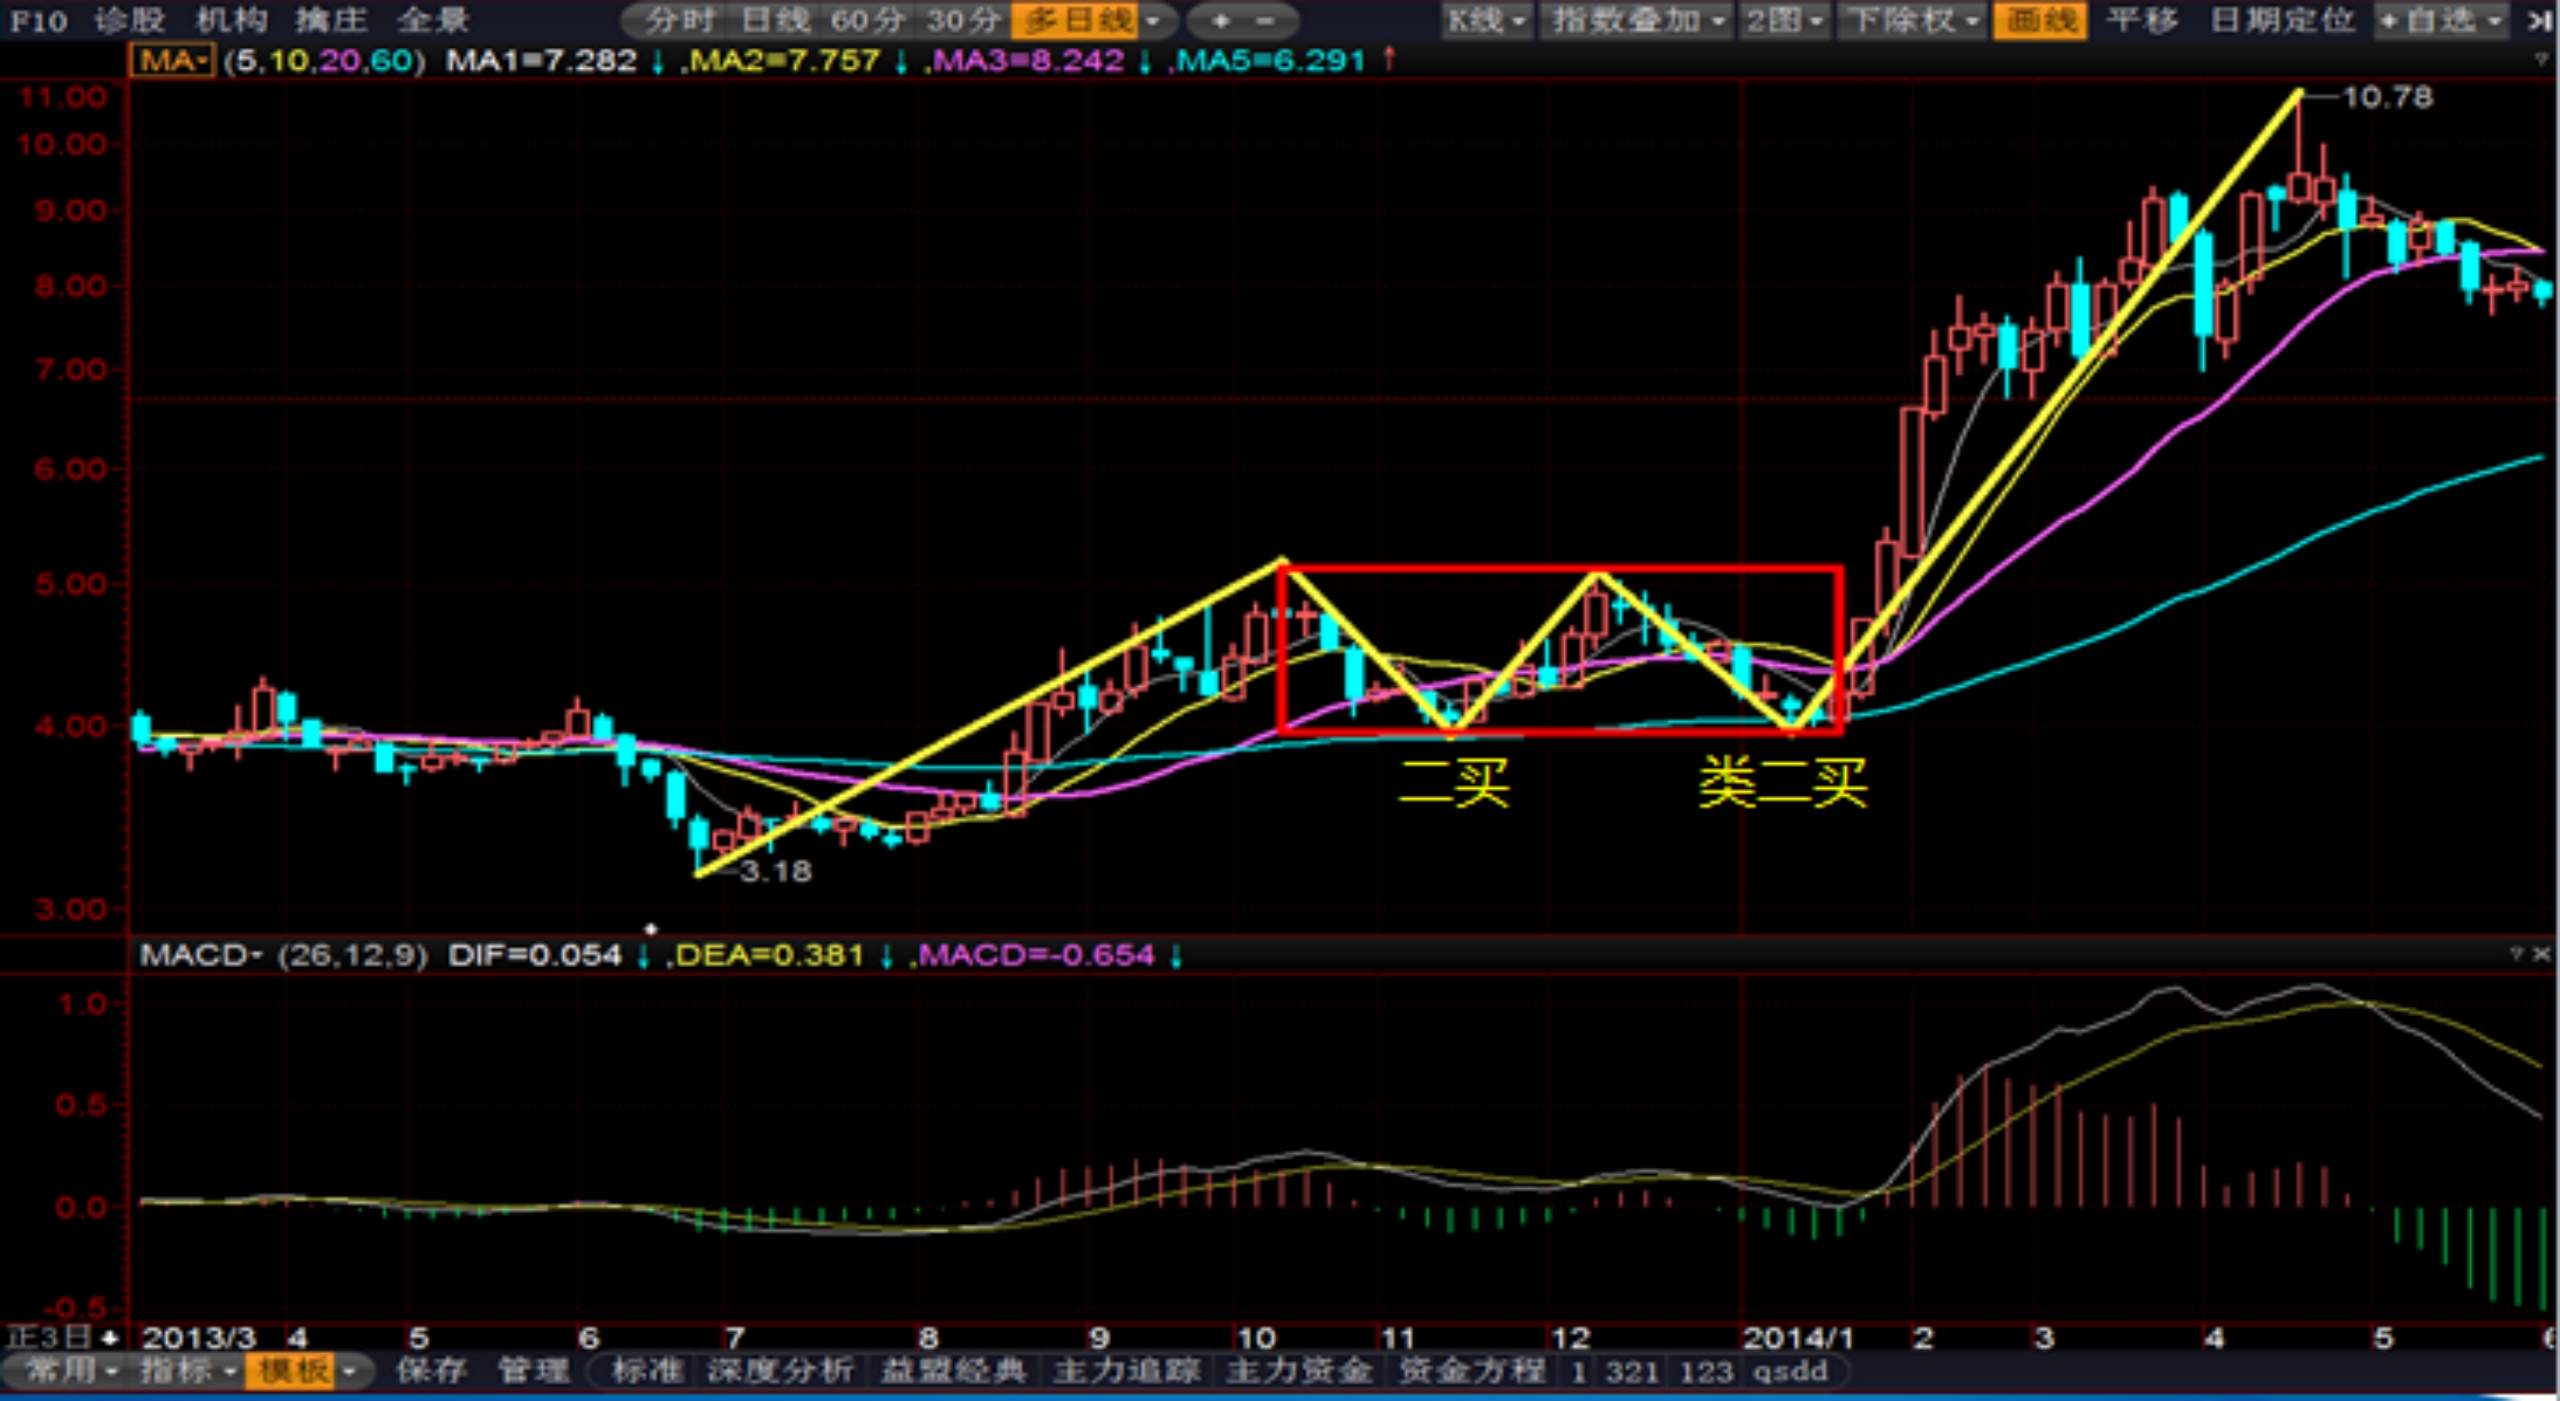 F10 诊股 机构 擒庄 全景 分时 日线 60分 30分 多日线 + - K线 指数叠加 2图 下除权 画线 平移 日期定位 +自选
MA (5,10,20,60) MA1=7.282 ↓ ,MA2=7.757 ↓ ,MA3=8.242 ↓ ,MA5=6.291 ↑ ?
11.00
10.78
10.00
9.00
8.00
7.00
6.00
5.00
4.00
二买 类二买
3.18
3.00
MACD (26,12,9) DIF=0.054 ↓ ,DEA=0.381 ↓ ,MACD=-0.654 ↓ ? ×
1.0
0.5
0.0
-0.5
正3日 2013/3 4 5 6 7 8 9 10 11 12 2014/1 2 3 4 5 6
常用 指标 模板 保存 管理 标准 深度分析 益盟经典 主力追踪 主力资金 资金方程 1 321 123 qsdd